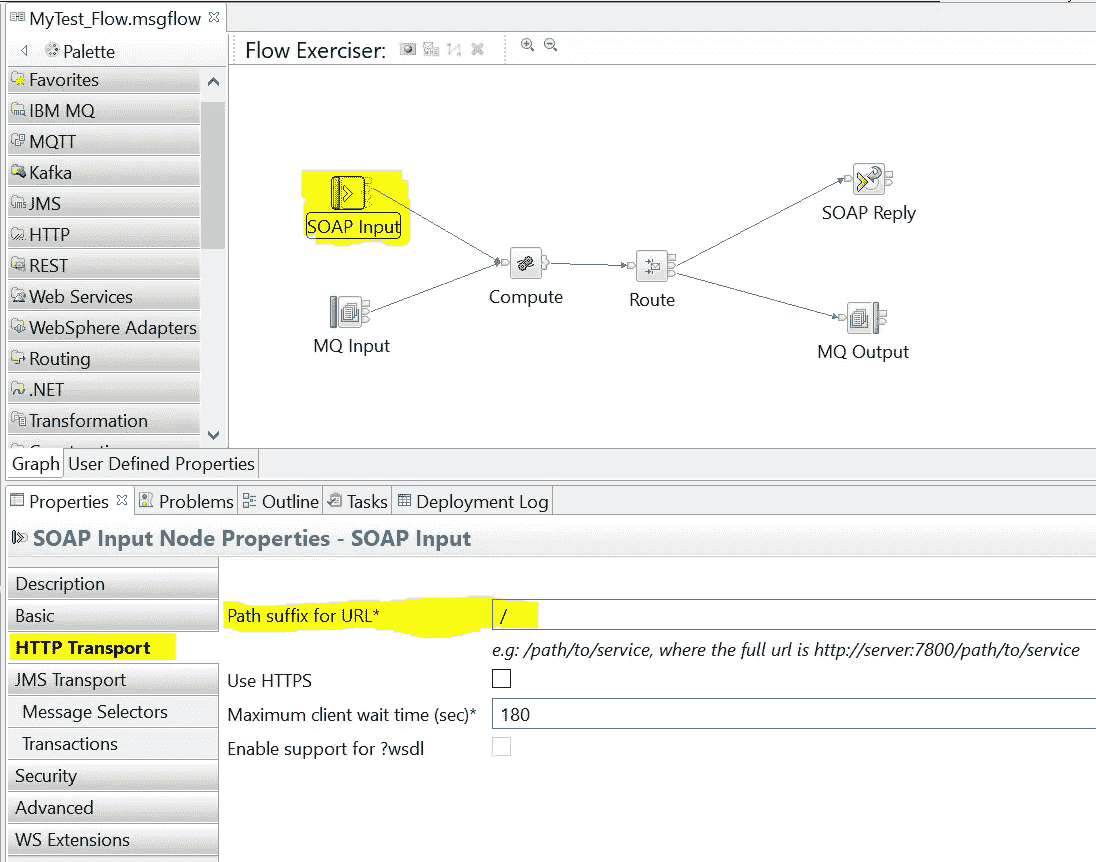 MyTest_Flow.msgflow
Palette
Flow Exerciser:
Favorites
IBM MQ
MQTT
Kafka
JMS
HTTP
REST
Web Services
WebSphere Adapters
Routing
.NET
Transformation
SOAP Input
MQ Input
Compute
Route
SOAP Reply
MQ Output
Graph
User Defined Properties
Properties
Problems
Outline
Tasks
Deployment Log
SOAP Input Node Properties - SOAP Input
Description
Basic
HTTP Transport
JMS Transport
Message Selectors
Transactions
Security
Advanced
WS Extensions
Path suffix for URL*
/
e.g: /path/to/service, where the full url is http://server:7800/path/to/service
Use HTTPS
Maximum client wait time (sec)*
180
Enable support for ?wsdl